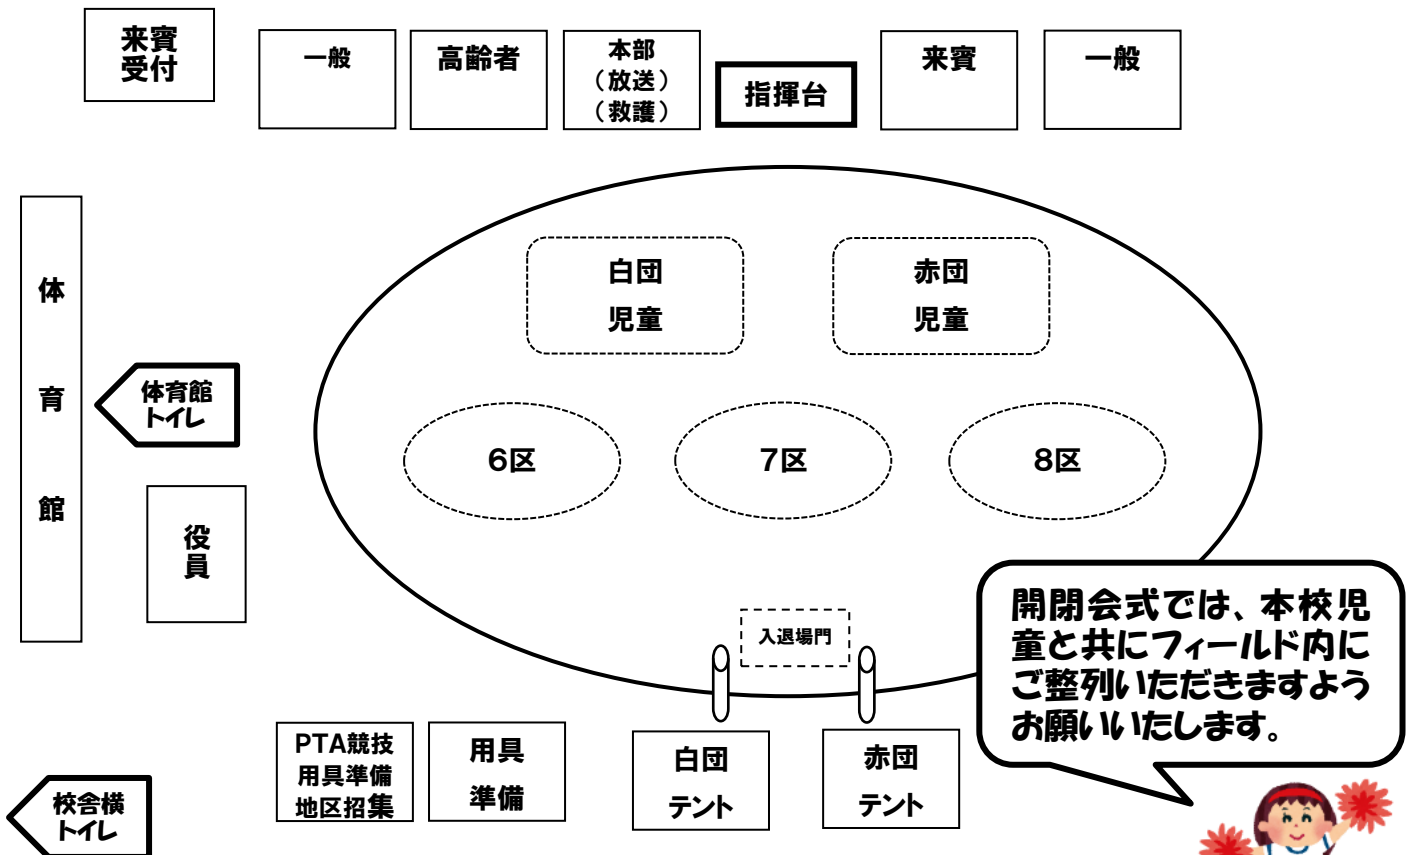 来賓
受付
一般
高齢者
本部
（放送）
（救護）
指揮台
来賓
一般
体
育
館
体育館
トイレ
役
員
白団
児童
赤団
児童
6区
7区
8区
入退場門
開閉会式では、本校児
童と共にフィールド内に
ご整列いただきますよう
お願いいたします。
PTA競技
用具準備
地区招集
用具
準備
白団
テント
赤団
テント
校舎横
トイレ